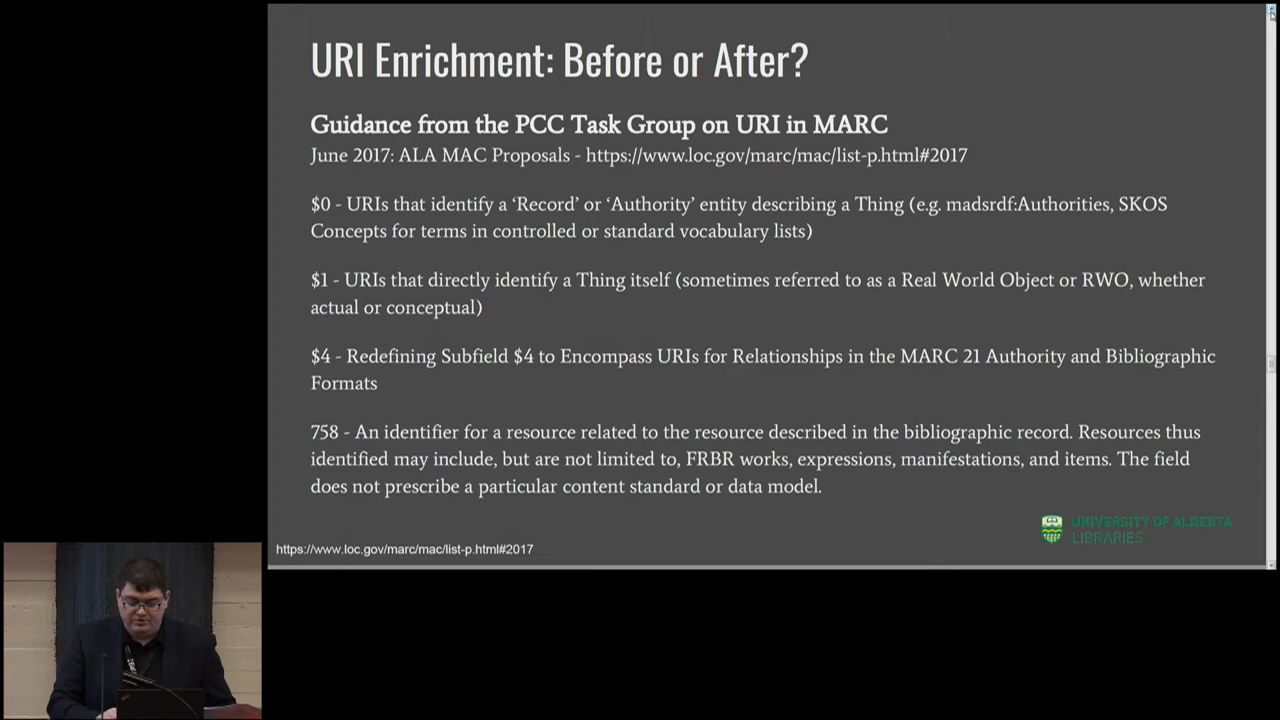 URI Enrichment: Before or After?
Guidance from the PCC Task Group on URI in MARC
June 2017: ALA MAC Proposals - https://www.loc.gov/marc/mac/list-p.html#2017
$0 - URIs that identify a ‘Record’ or ‘Authority’ entity describing a Thing (e.g. madsrdf:Authorities, SKOS
Concepts for terms in controlled or standard vocabulary lists)
$1 - URIs that directly identify a Thing itself (sometimes referred to as a Real World Object or RWO, whether
actual or conceptual)
$4 - Redefining Subfield $4 to Encompass URIs for Relationships in the MARC 21 Authority and Bibliographic
Formats
758 - An identifier for a resource related to the resource described in the bibliographic record. Resources thus
identified may include, but are not limited to, FRBR works, expressions, manifestations, and items. The field
does not prescribe a particular content standard or data model.
UNIVERSITY OF ALBERTA
LIBRARIES
https://www.loc.gov/marc/mac/list-p.html#2017